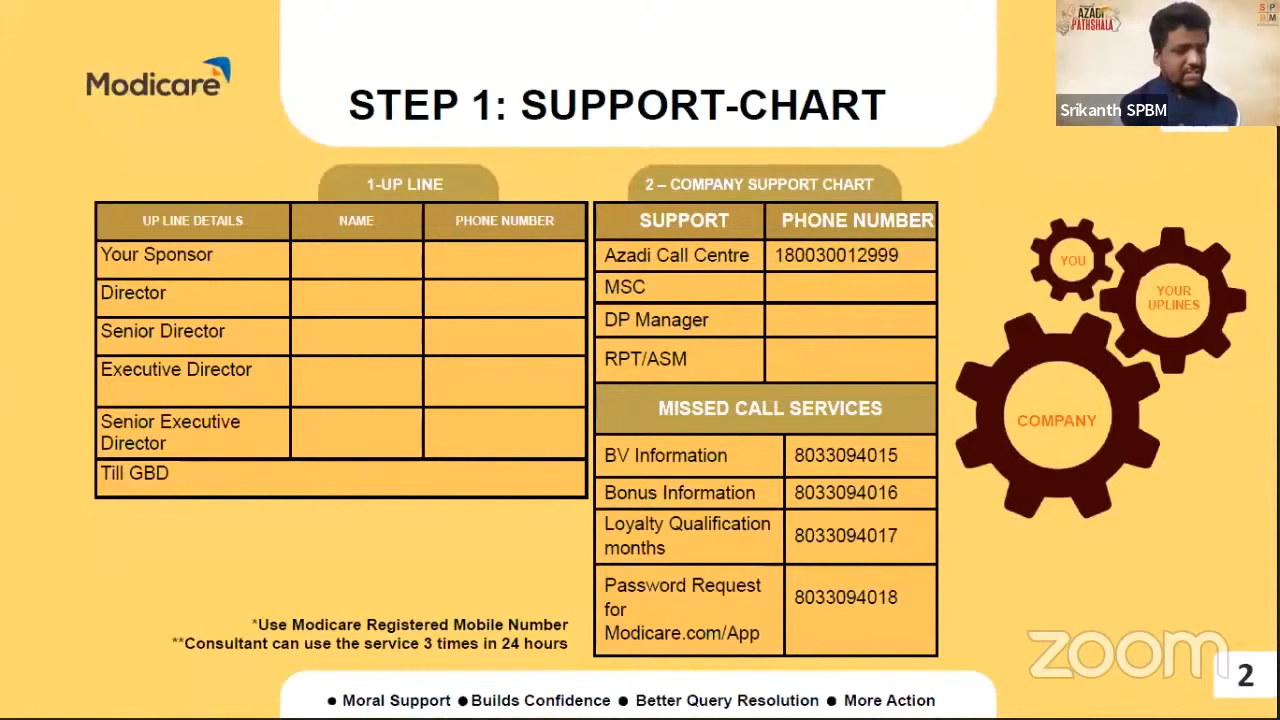 Modicare
STEP 1: SUPPORT-CHART
AZADI
PATHSHALA
S P
B M
Srikanth SPBM
1-UP LINE
UP LINE DETAILS NAME PHONE NUMBER
Your Sponsor
Director
Senior Director
Executive Director
Senior Executive
Director
Till GBD
*Use Modicare Registered Mobile Number
**Consultant can use the service 3 times in 24 hours
2 – COMPANY SUPPORT CHART
SUPPORT PHONE NUMBER
Azadi Call Centre 180030012999
MSC
DP Manager
RPT/ASM
MISSED CALL SERVICES
BV Information 8033094015
Bonus Information 8033094016
Loyalty Qualification
months 8033094017
Password Request
for
Modicare.com/App 8033094018
YOU
YOUR
UPLINES
COMPANY
zoom
2
● Moral Support ● Builds Confidence ● Better Query Resolution ● More Action